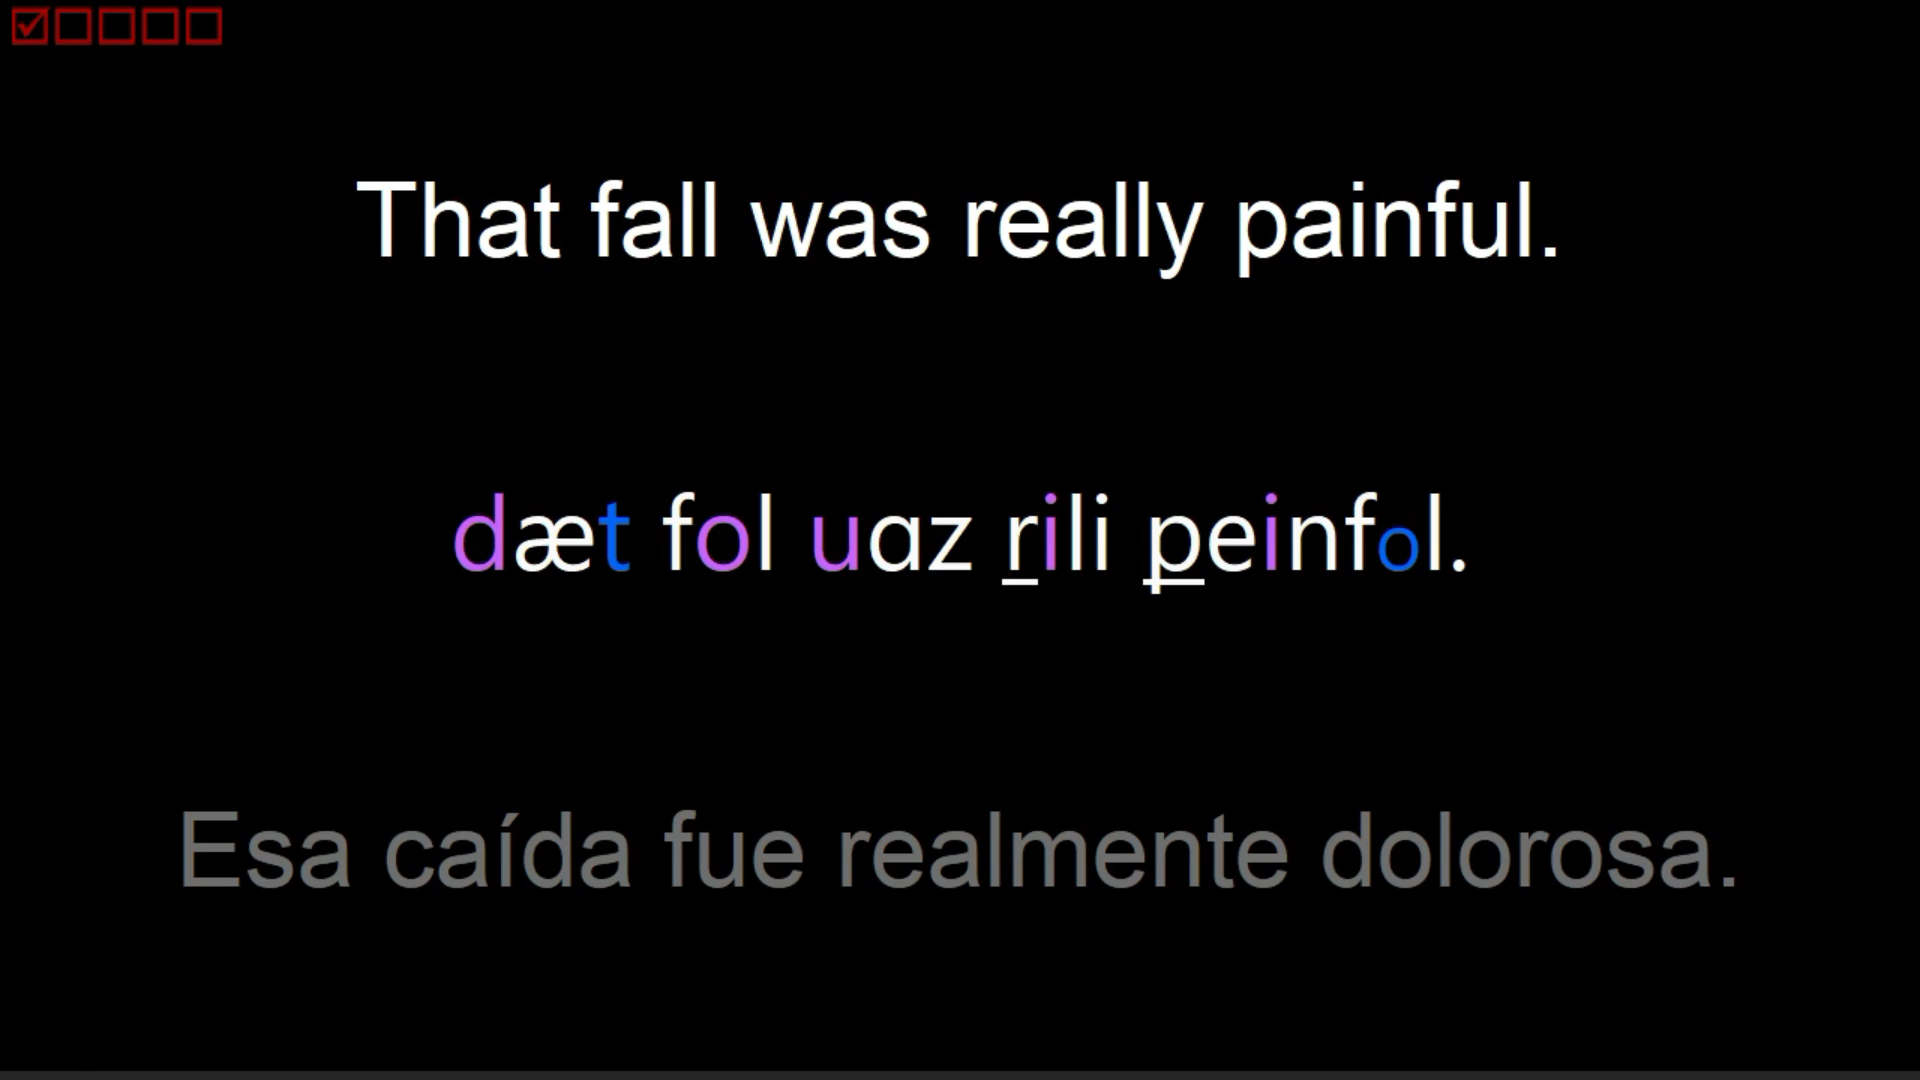 That fall was really painful.
dæt fol uɑz rili peinfol.
Esa caída fue realmente dolorosa.